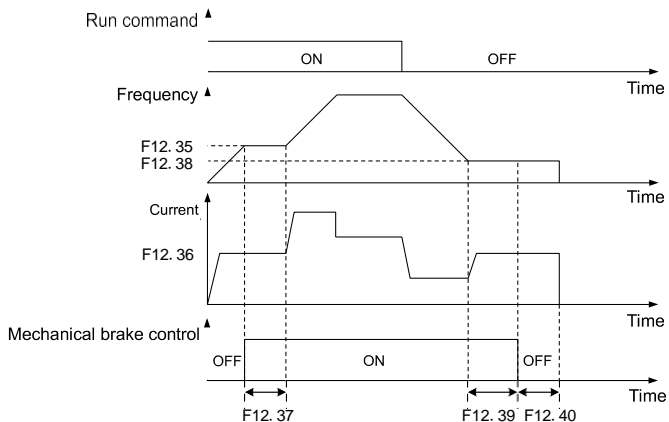 Run command
ON
OFF
Time
Frequency
F12. 35
F12. 38
Time
Current
F12. 36
Time
Mechanical brake control
OFF
ON
OFF
Time
F12. 37
F12. 39
F12. 40